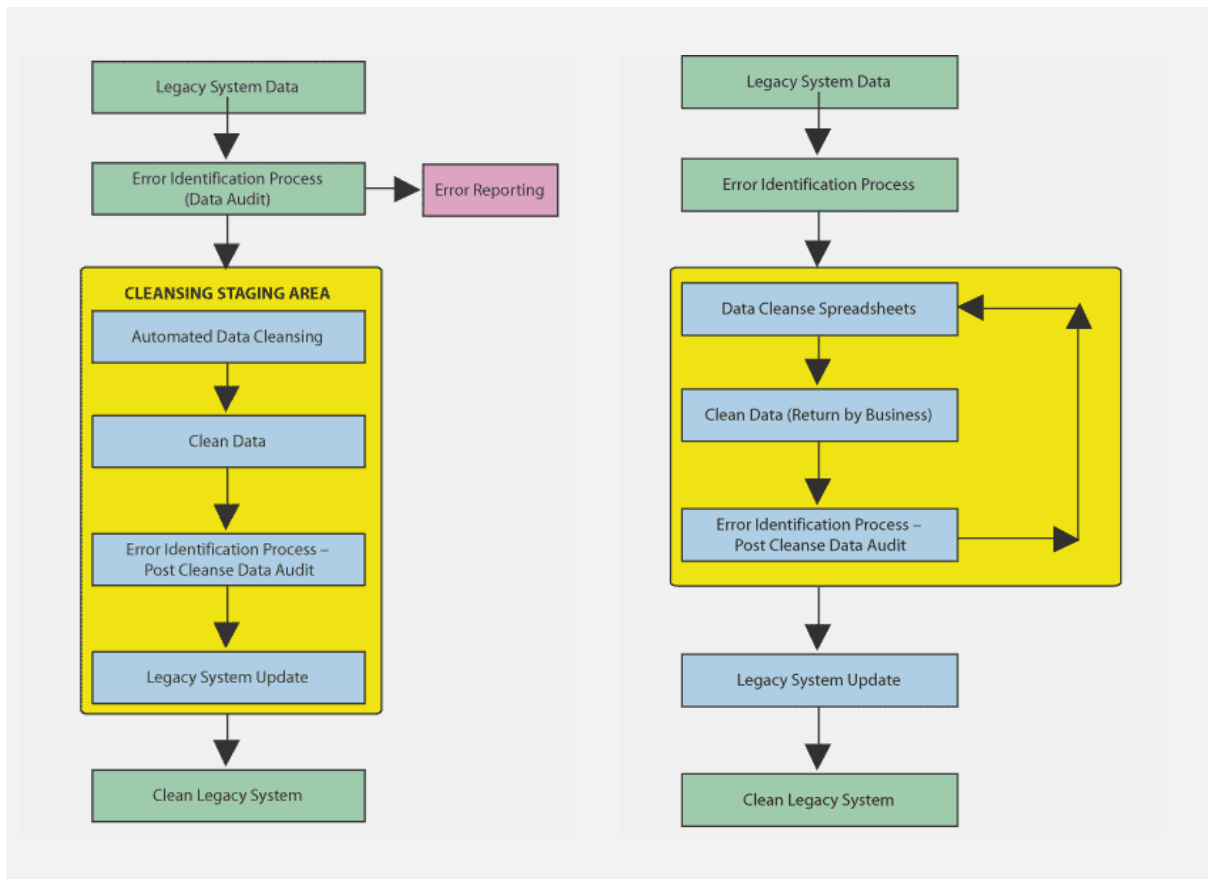 Legacy System Data
Error Identification Process
(Data Audit)
Error Reporting
CLEANSING STAGING AREA
Automated Data Cleansing
Clean Data
Error Identification Process –
Post Cleanse Data Audit
Legacy System Update
Clean Legacy System
Legacy System Data
Error Identification Process
Data Cleanse Spreadsheets
Clean Data (Return by Business)
Error Identification Process –
Post Cleanse Data Audit
Legacy System Update
Clean Legacy System